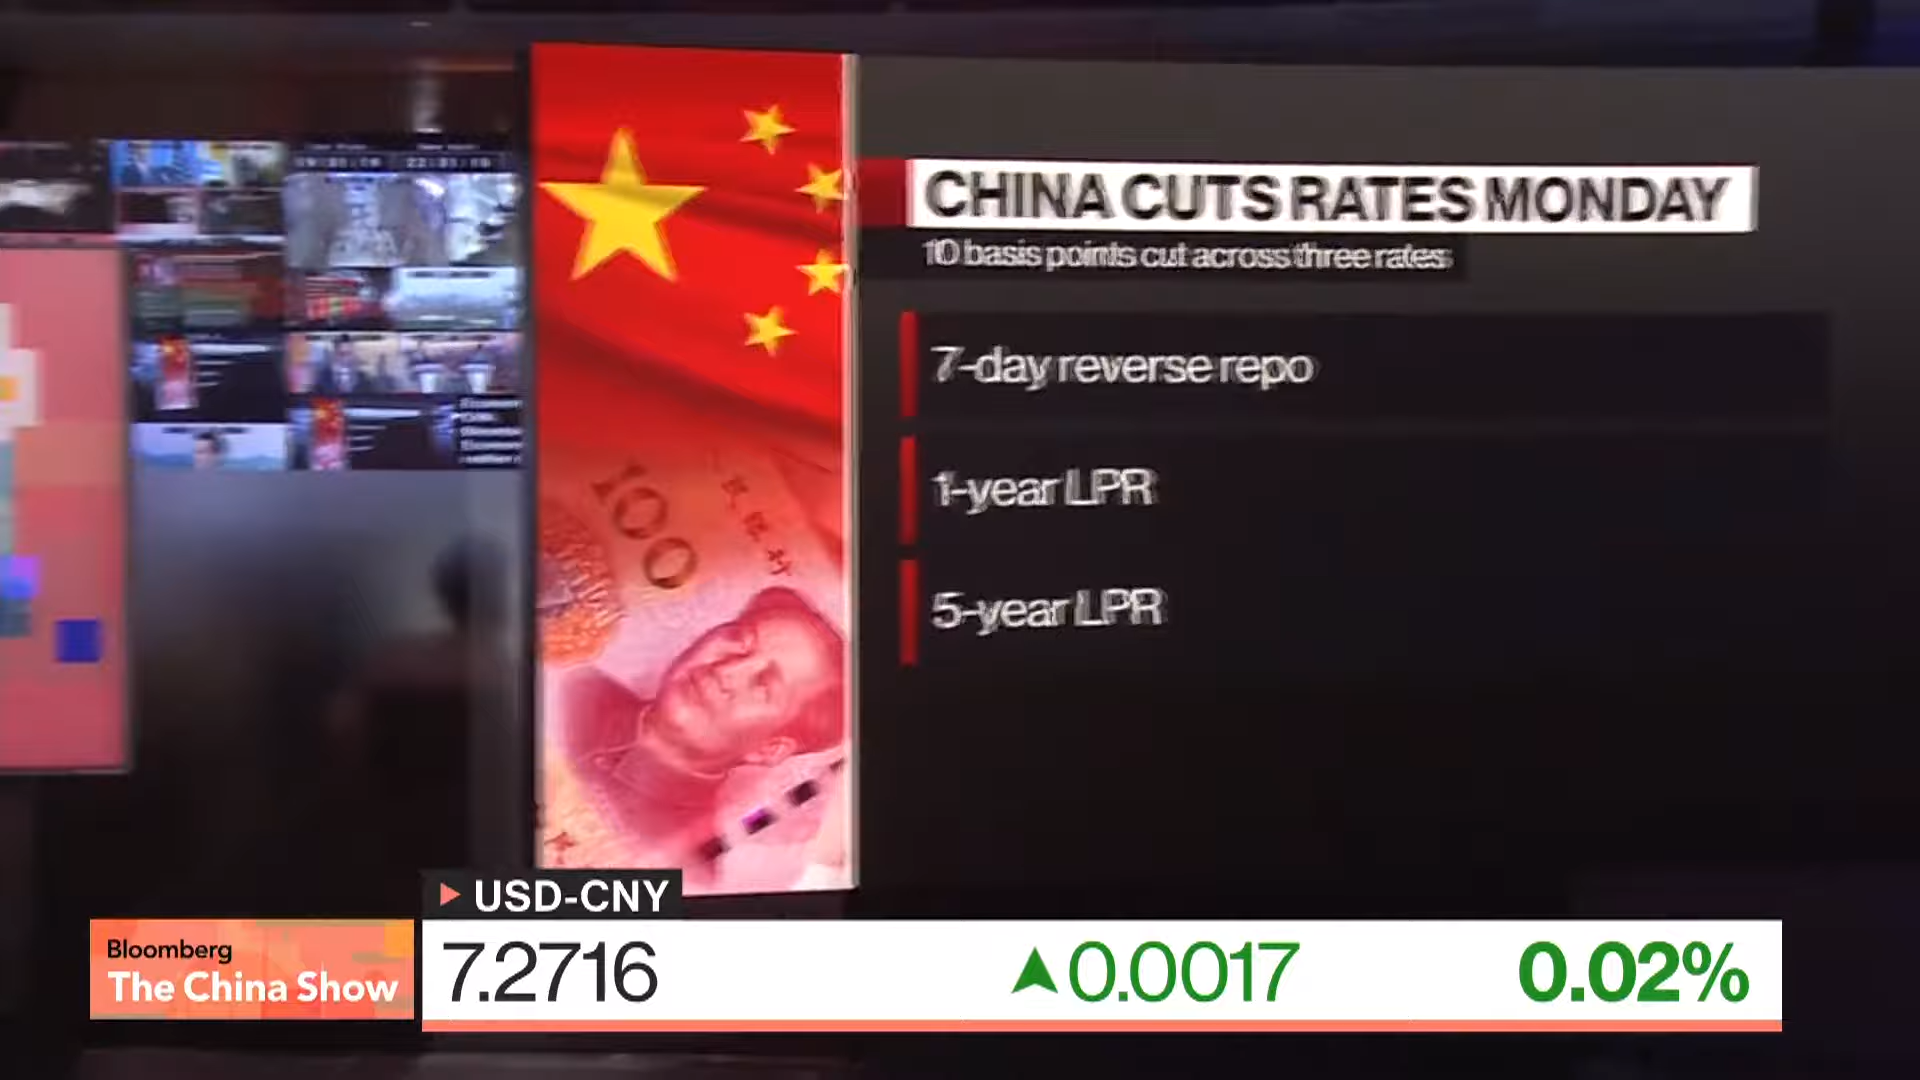 CHINA CUTS RATES MONDAY
10 basis points cut across three rates
7-day reverse repo
1-year LPR
5-year LPR
100
USD-CNY
Bloomberg
The China Show
7.2716 ▲0.0017 0.02%